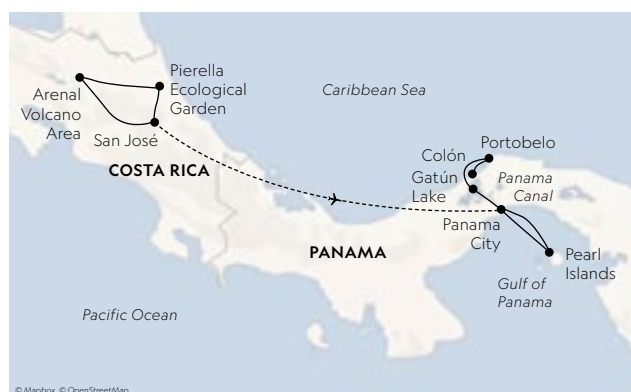 Pierella
Ecological
Garden
Arenal
Volcano
Area
San José
COSTA RICA
Caribbean Sea
Portobelo
Colón
Gatún
Lake
Panama
Canal
Panama
City
PANAMA
Pearl
Islands
Gulf of
Panama
Pacific Ocean
© Mapbox, © OpenStreetMap